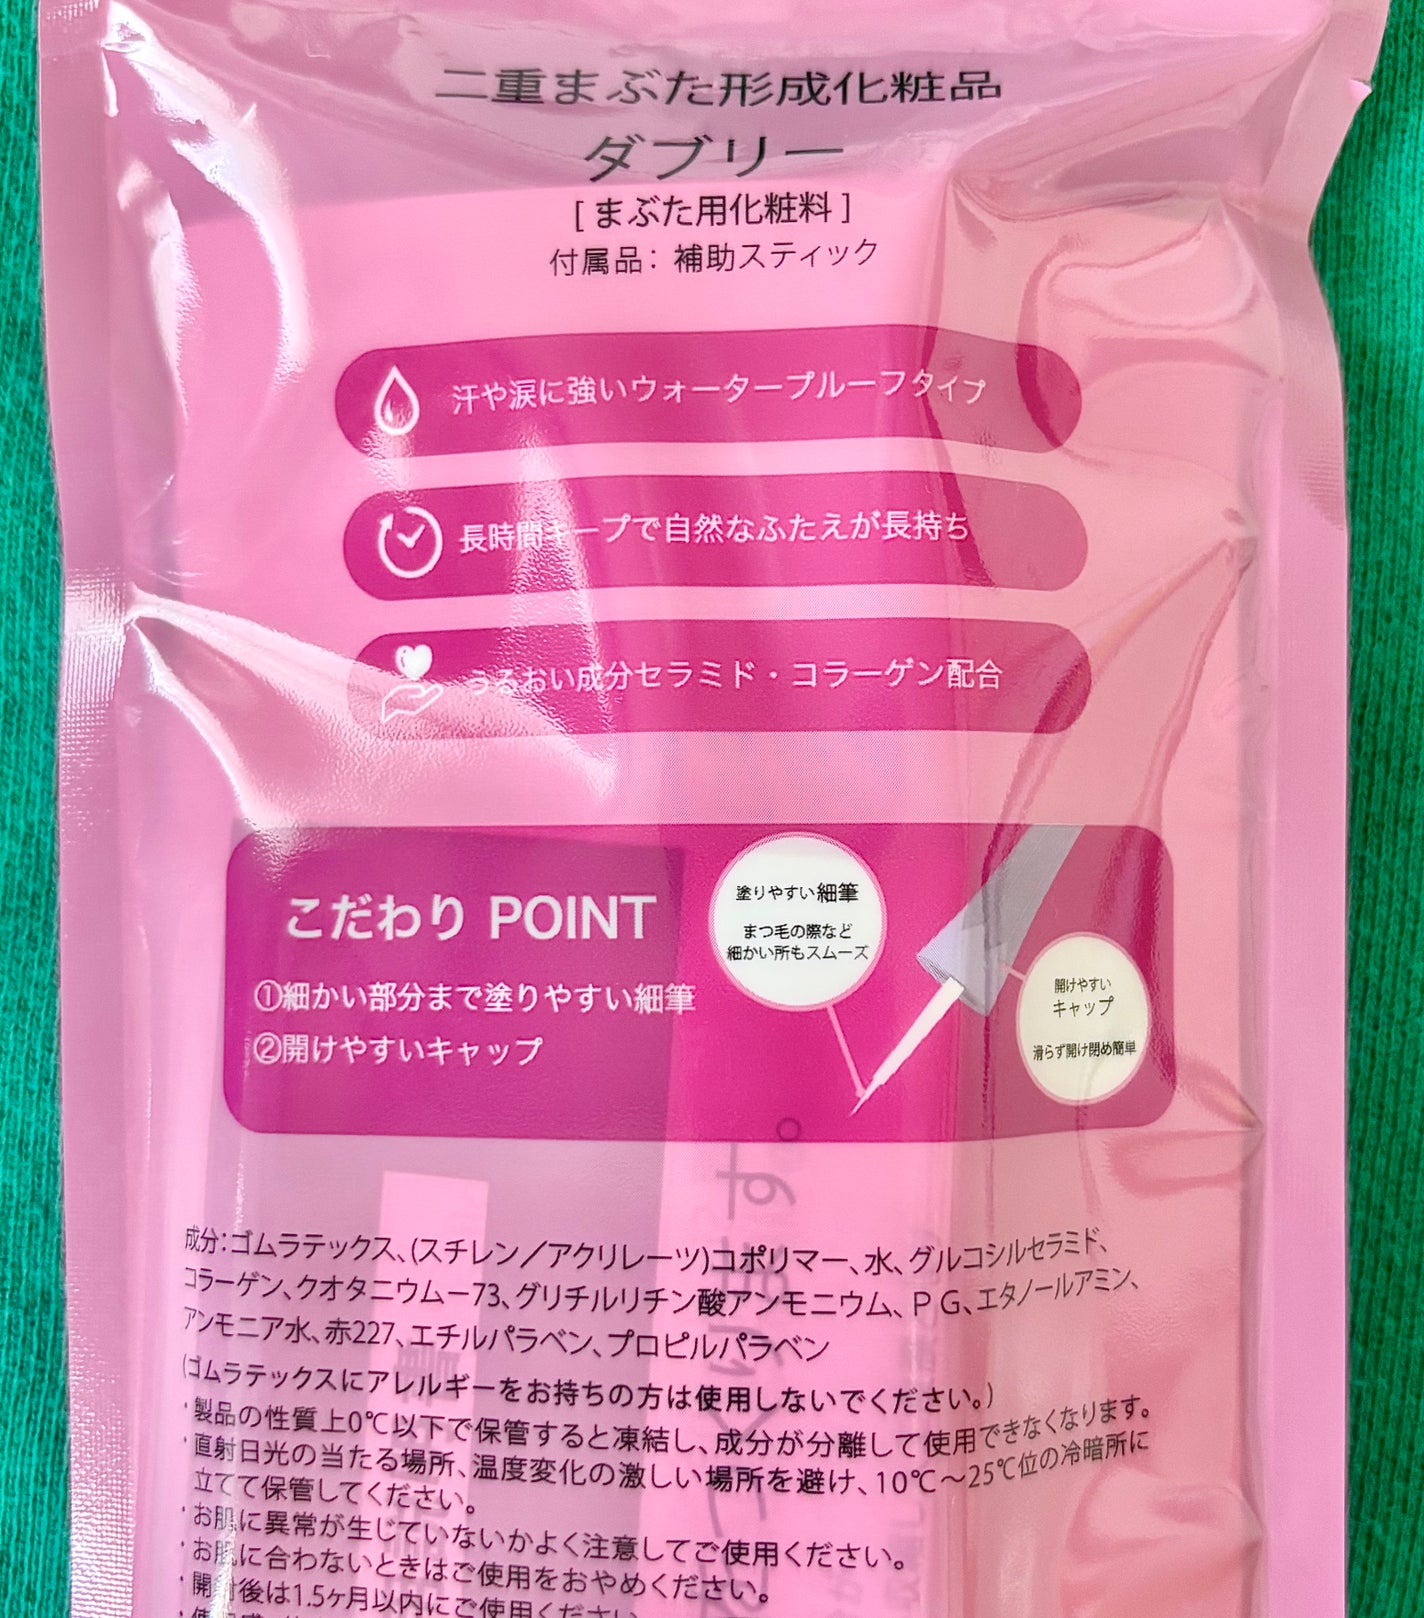 二重まぶた形成化粧品
ダブリー
[ まぶた用化粧料 ]
付属品：補助スティック
汗や涙に強いウォータープルーフタイプ
長時間キープで自然なふたえが長持ち
うるおい成分セラミド・コラーゲン配合
こだわり POINT
①細かい部分まで塗りやすい細筆
②開けやすいキャップ
塗りやすい細筆
まつ毛の際など
細かい所もスムーズ
開けやすい
キャップ
滑らず開け閉め簡単
成分：ゴムラテックス、(スチレン／アクリレーツ)コポリマー、水、グルコシルセラミド、
コラーゲン、クオタニウムー73、グリチルリチン酸アンモニウム、ＰＧ、エタノールアミン、
アンモニア水、赤227、エチルパラベン、プロピルパラベン
(ゴムラテックスにアレルギーをお持ちの方は使用しないでください。)
・製品の性質上0℃以下で保管すると凍結し、成分が分離して使用できなくなります。
・直射日光の当たる場所、温度変化の激しい場所を避け、10℃〜25℃位の冷暗所に
立てて保管してください。
・お肌に異常が生じていないかよく注意してご使用ください。
・お肌に合わないときはご使用をおやめください。
・開封後は1.5ヶ月以内にご使用ください